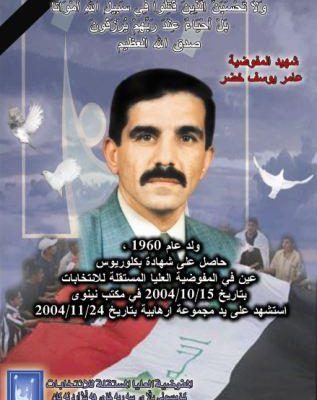 ولا تحسبن الذين قتلوا في سبيل الله امواتا
بل أحياء عند ربهم يرزقون
صدق الله العظيم
شهيد المفوضية
عامر يوسف خضر
ولد عام 1960 ،
حاصل على شهادة بكلوريوس
عين في المفوضية العليا المستقلة للانتخابات
بتاريخ 2004/10/15 في مكتب نينوى
استشهد على يد مجموعة ارهابية بتاريخ 2004/11/24
المفوضية العليا المستقلة للانتخابات